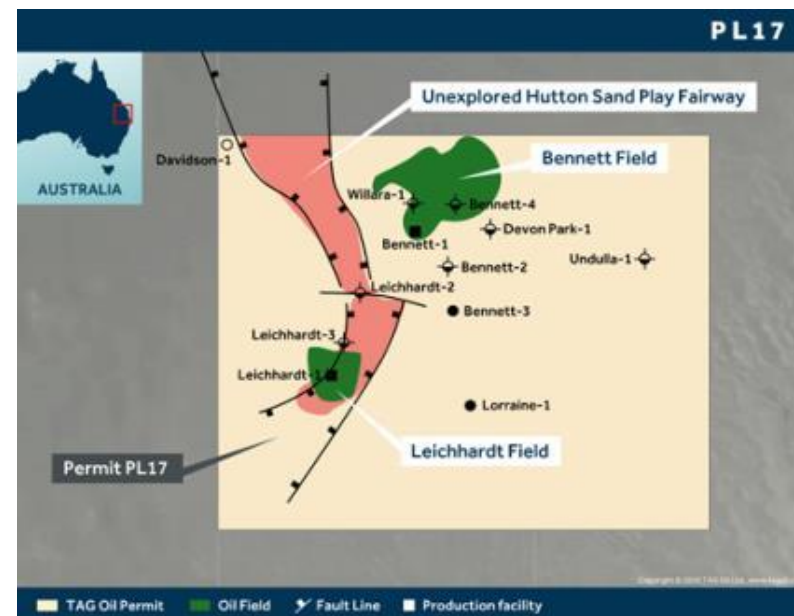 PL17
Unexplored Hutton Sand Play Fairway
Bennett Field
AUSTRALIA
Davidson-1
Willara-1
Bennett-4
Devon Park-1
Bennett-1
Undulla-1
Bennett-2
Leichhardt-2
Bennett-3
Leichhardt-3
Leichhardt-1
Lorraine-1
Leichhardt Field
Permit PL17
TAG Oil Permit
Oil Field
Fault Line
Production facility